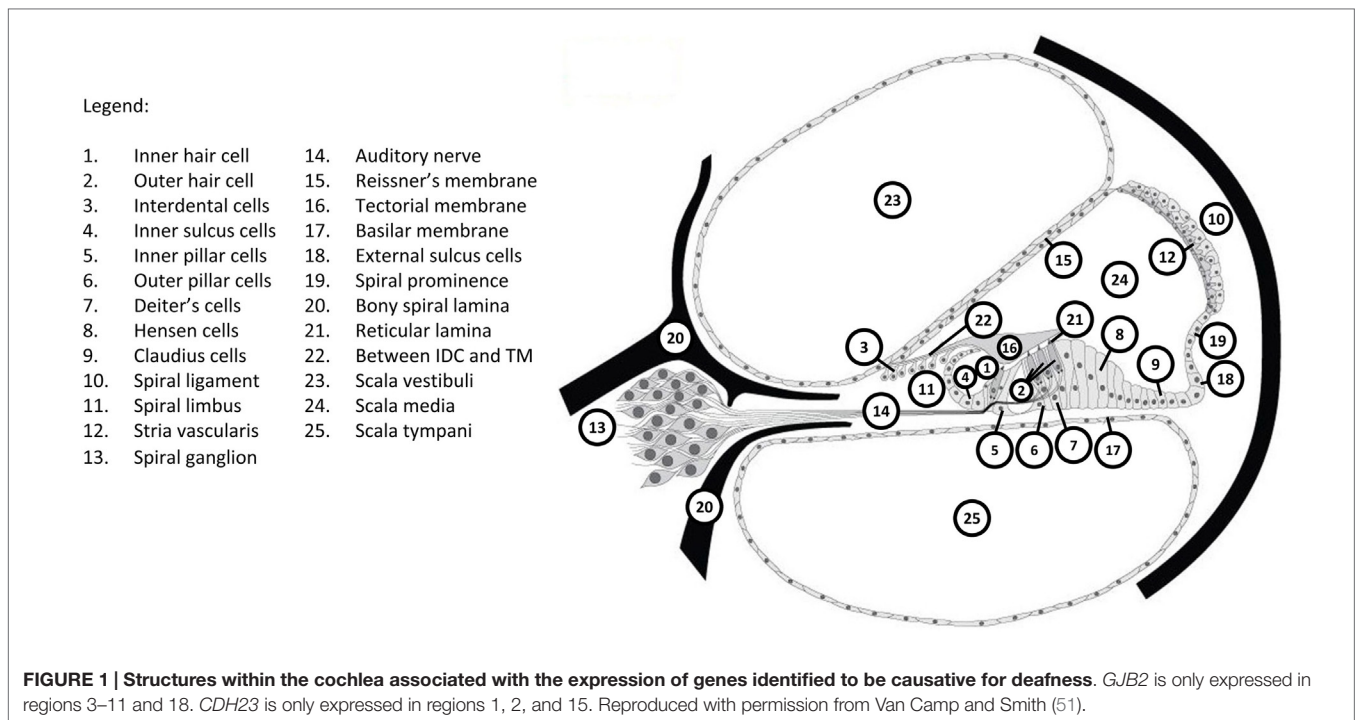 Legend:
1. Inner hair cell
2. Outer hair cell
3. Interdental cells
4. Inner sulcus cells
5. Inner pillar cells
6. Outer pillar cells
7. Deiter's cells
8. Hensen cells
9. Claudius cells
10. Spiral ligament
11. Spiral limbus
12. Stria vascularis
13. Spiral ganglion
14. Auditory nerve
15. Reissner's membrane
16. Tectorial membrane
17. Basilar membrane
18. External sulcus cells
19. Spiral prominence
20. Bony spiral lamina
21. Reticular lamina
22. Between IDC and TM
23. Scala vestibuli
24. Scala media
25. Scala tympani
23
10
15
12
24
22
21
20
3
16
8
19
1
9
4
11
2
18
14
13
5
6
7
17
20
25
FIGURE 1 | Structures within the cochlea associated with the expression of genes identified to be causative for deafness. GJB2 is only expressed in
regions 3–11 and 18. CDH23 is only expressed in regions 1, 2, and 15. Reproduced with permission from Van Camp and Smith (51).